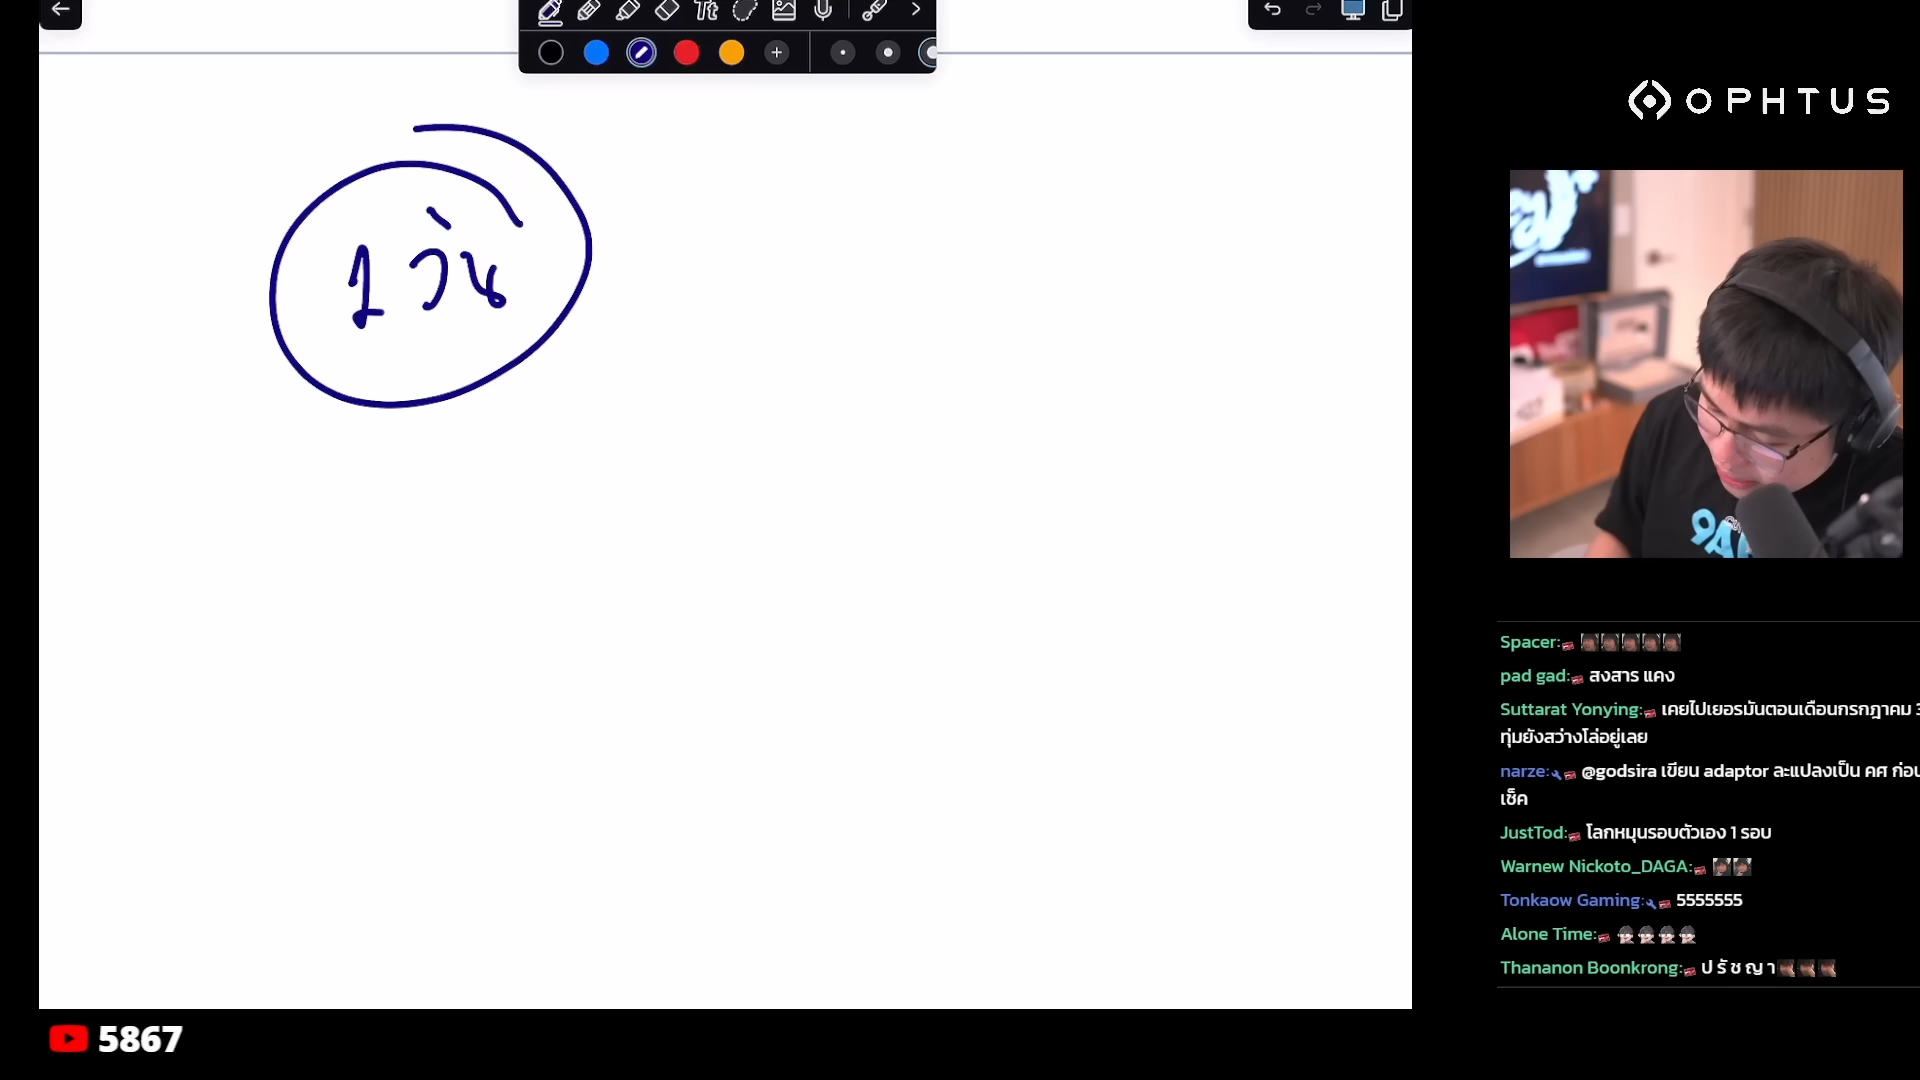 Tt
1 วัน
OPHTUS
Spacer:
pad gad: สงสาร แคง
Suttarat Yonying: เคยไปเยอรมันตอนเดือนกรกฎาคม 3
ทุ่มยังสว่างโล่อยู่เลย
narze: @godsira เขียน adaptor ละแปลงเป็น คศ ก่อน
เช็ค
JustTod: โลกหมุนรอบตัวเอง 1 รอบ
Warnew Nickoto_DAGA:
Tonkaow Gaming: 5555555
Alone Time:
Thananon Boonkrong: ป รั ช ญ า
5867